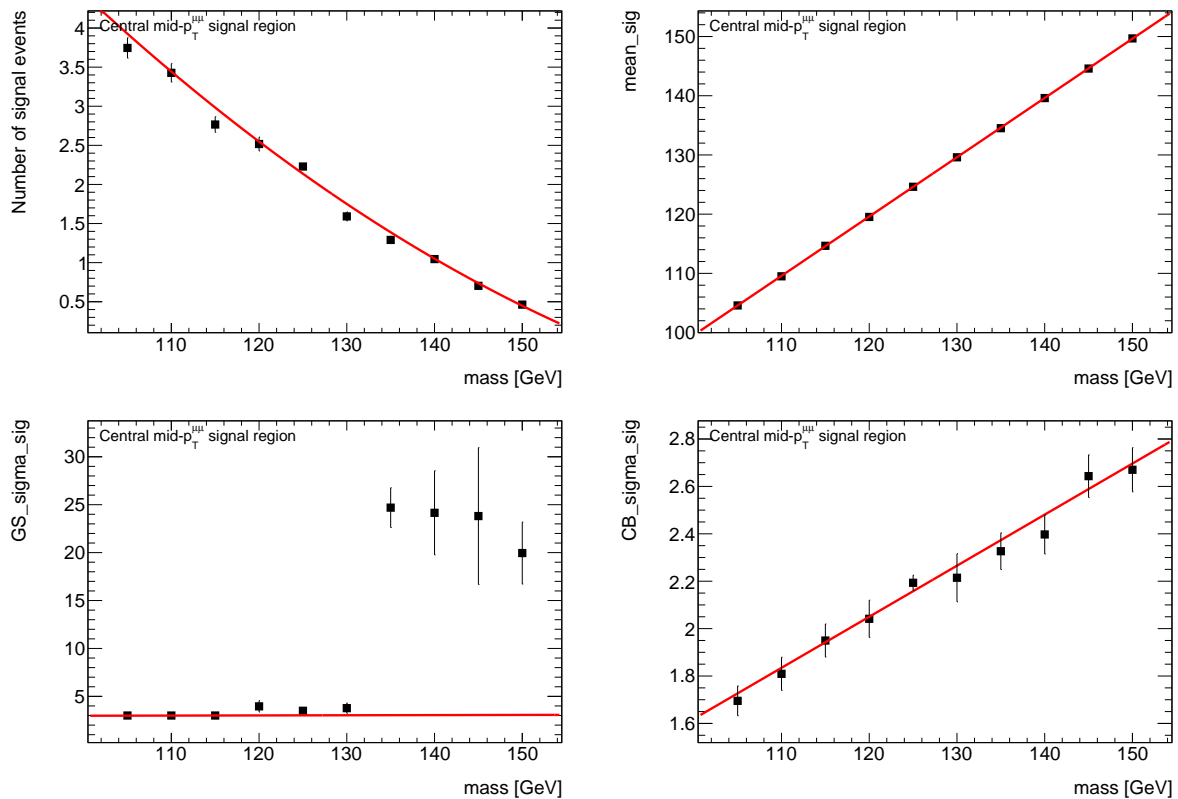 Central mid-p_T^μμ signal region
Number of signal events
4
3.5
3
2.5
2
1.5
1
0.5
110 120 130 140 150
mass [GeV]
Central mid-p_T^μμ signal region
mean_sig
150
140
130
120
110
100
110 120 130 140 150
mass [GeV]
Central mid-p_T^μμ signal region
GS_sigma_sig
30
25
20
15
10
5
110 120 130 140 150
mass [GeV]
Central mid-p_T^μμ signal region
CB_sigma_sig
2.8
2.6
2.4
2.2
2
1.8
1.6
110 120 130 140 150
mass [GeV]